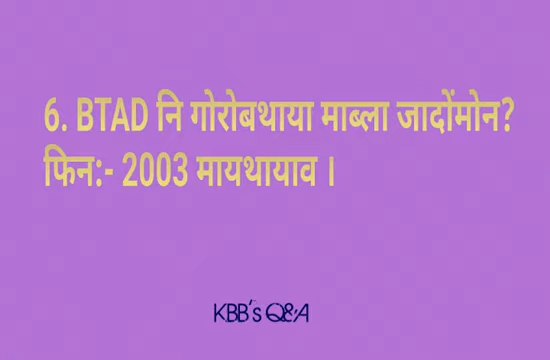 6. BTAD नि गोरोबथाया माब्ला जादोंमोन?
फिन:- 2003 मायथायाव ।
KBB's Q&A